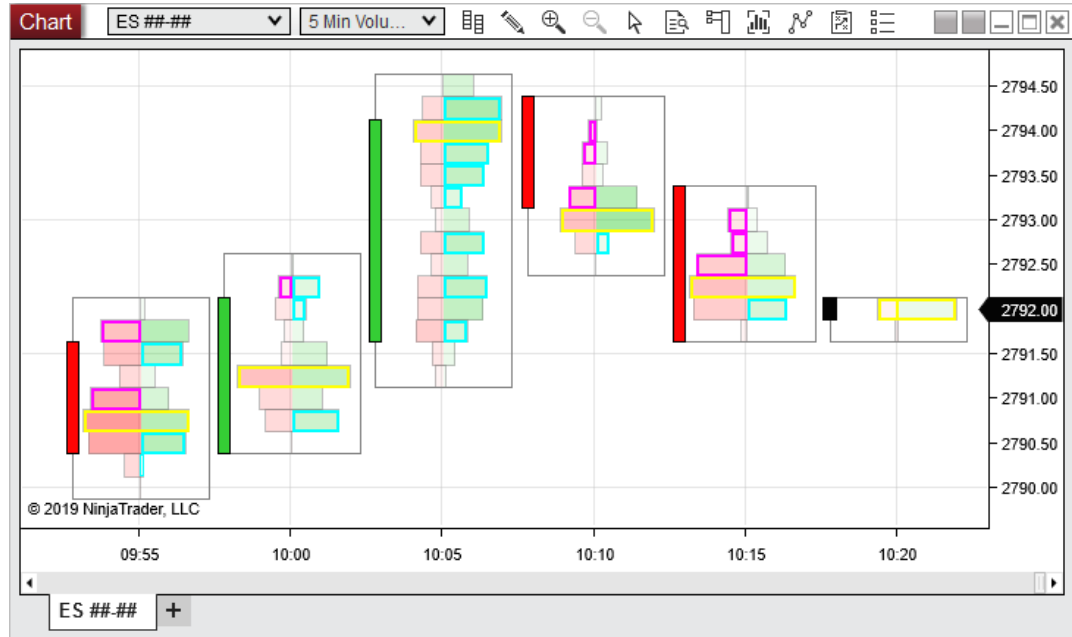 Chart
ES ##-##
5 Min Volu...
2794.50
2794.00
2793.50
2793.00
2792.50
2792.00
2791.50
2791.00
2790.50
2790.00
© 2019 NinjaTrader, LLC
09:55 10:00 10:05 10:10 10:15 10:20
ES ##-## +